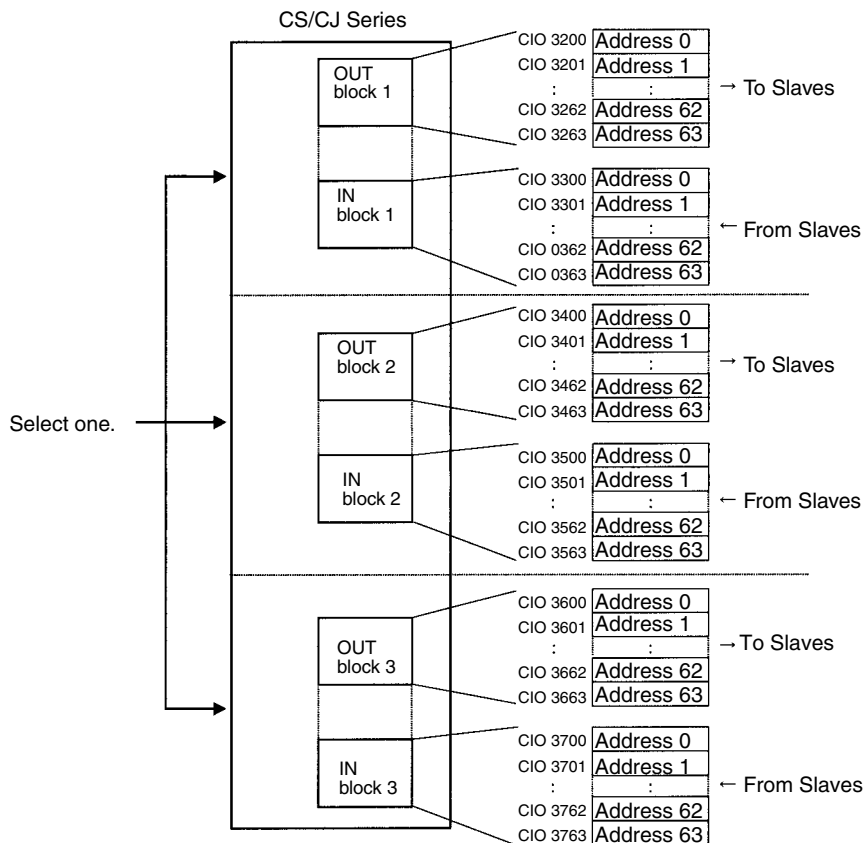 CS/CJ Series
OUT
block 1
CIO 3200 Address 0
CIO 3201 Address 1
: :
CIO 3262 Address 62
CIO 3263 Address 63
→ To Slaves
IN
block 1
CIO 3300 Address 0
CIO 3301 Address 1
: :
CIO 0362 Address 62
CIO 0363 Address 63
← From Slaves
Select one.
OUT
block 2
CIO 3400 Address 0
CIO 3401 Address 1
: :
CIO 3462 Address 62
CIO 3463 Address 63
→ To Slaves
IN
block 2
CIO 3500 Address 0
CIO 3501 Address 1
: :
CIO 3562 Address 62
CIO 3563 Address 63
← From Slaves
OUT
block 3
CIO 3600 Address 0
CIO 3601 Address 1
: :
CIO 3662 Address 62
CIO 3663 Address 63
→ To Slaves
IN
block 3
CIO 3700 Address 0
CIO 3701 Address 1
: :
CIO 3762 Address 62
CIO 3763 Address 63
← From Slaves